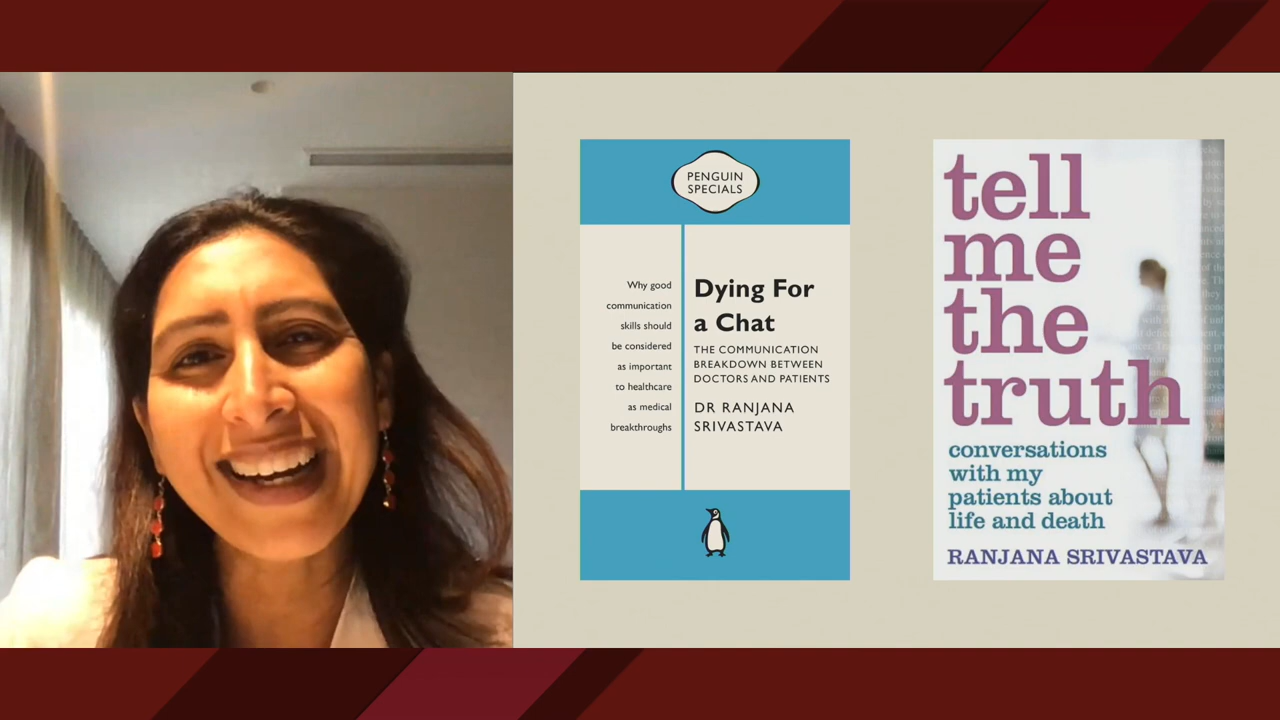 PENGUIN
SPECIALS
Why good
communication
skills should
be considered
as important
to healthcare
as medical
breakthroughs
Dying For
a Chat
THE COMMUNICATION
BREAKDOWN BETWEEN
DOCTORS AND PATIENTS
DR RANJANA
SRIVASTAVA
tell
me
the
truth
conversations
with my
patients about
life and death
RANJANA SRIVASTAVA